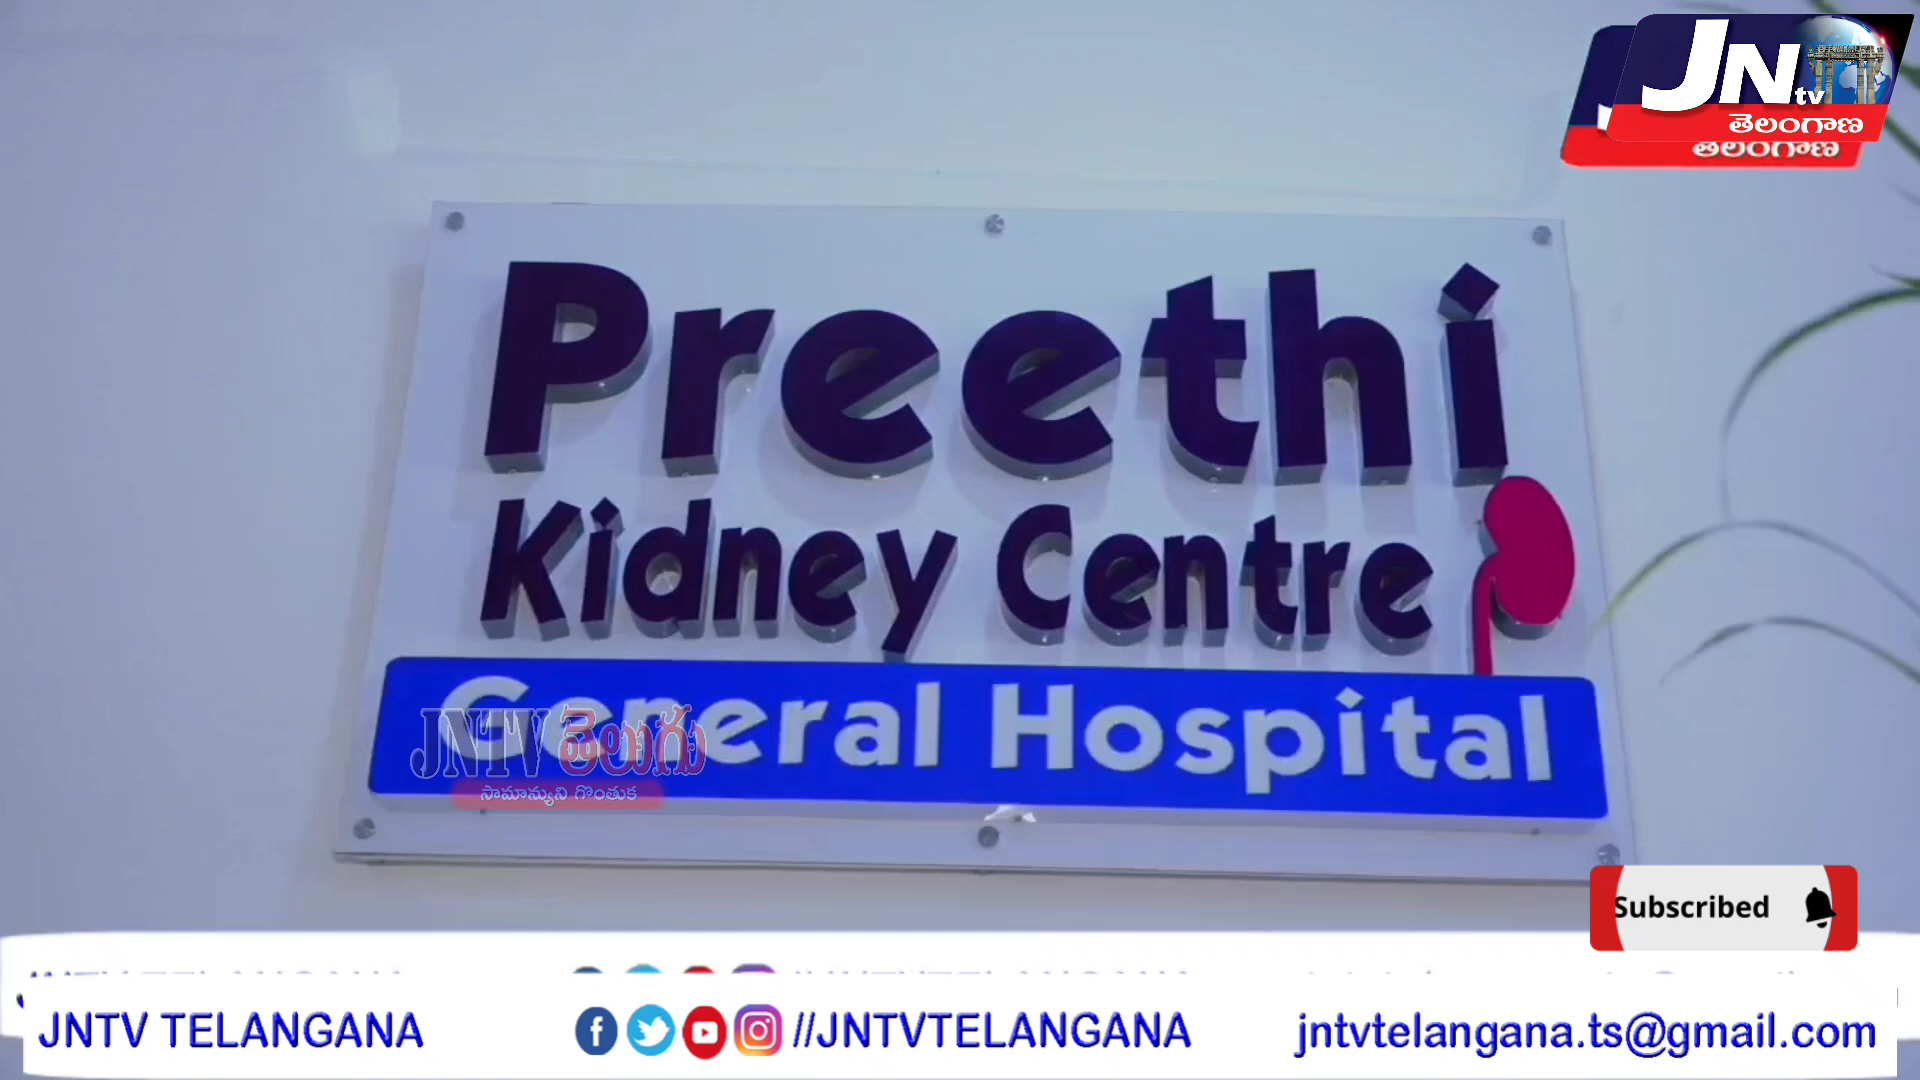 JN tv
తెలంగాణ
తెలంగాణ
Preethi
Kidney Centre
General Hospital
JNTV తెలుగు
సామాన్యుని గొంతుక
Subscribed
JNTV TELANGANA //JNTVTELANGANA jntvtelangana.ts@gmail.com